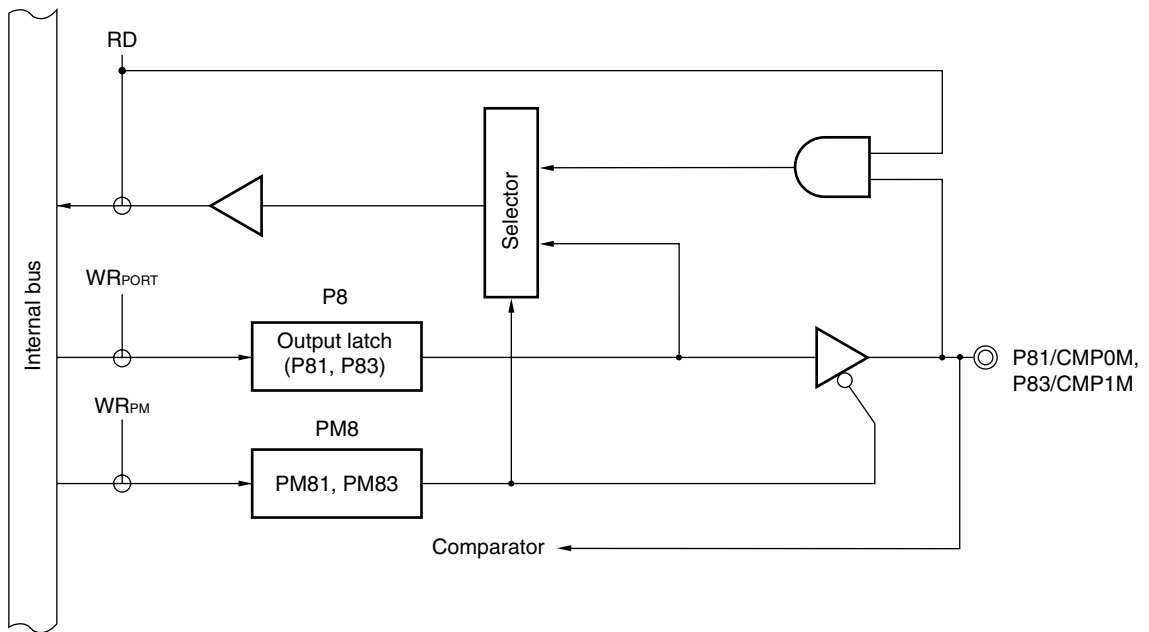 RD
Selector
Internal bus
WRPORT
P8
Output latch
(P81, P83)
P81/CMP0M,
P83/CMP1M
WRPM
PM8
PM81, PM83
Comparator